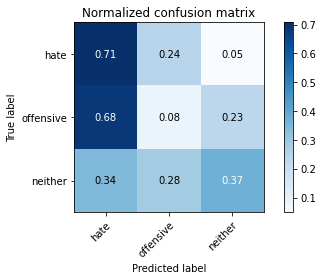 Normalized confusion matrix
0.7
hate
0.71 0.24 0.05
0.6
0.5
True label
offensive
0.68 0.08 0.23
0.4
0.3
neither
0.34 0.28 0.37
0.2
0.1
hate
offensive
neither
Predicted label